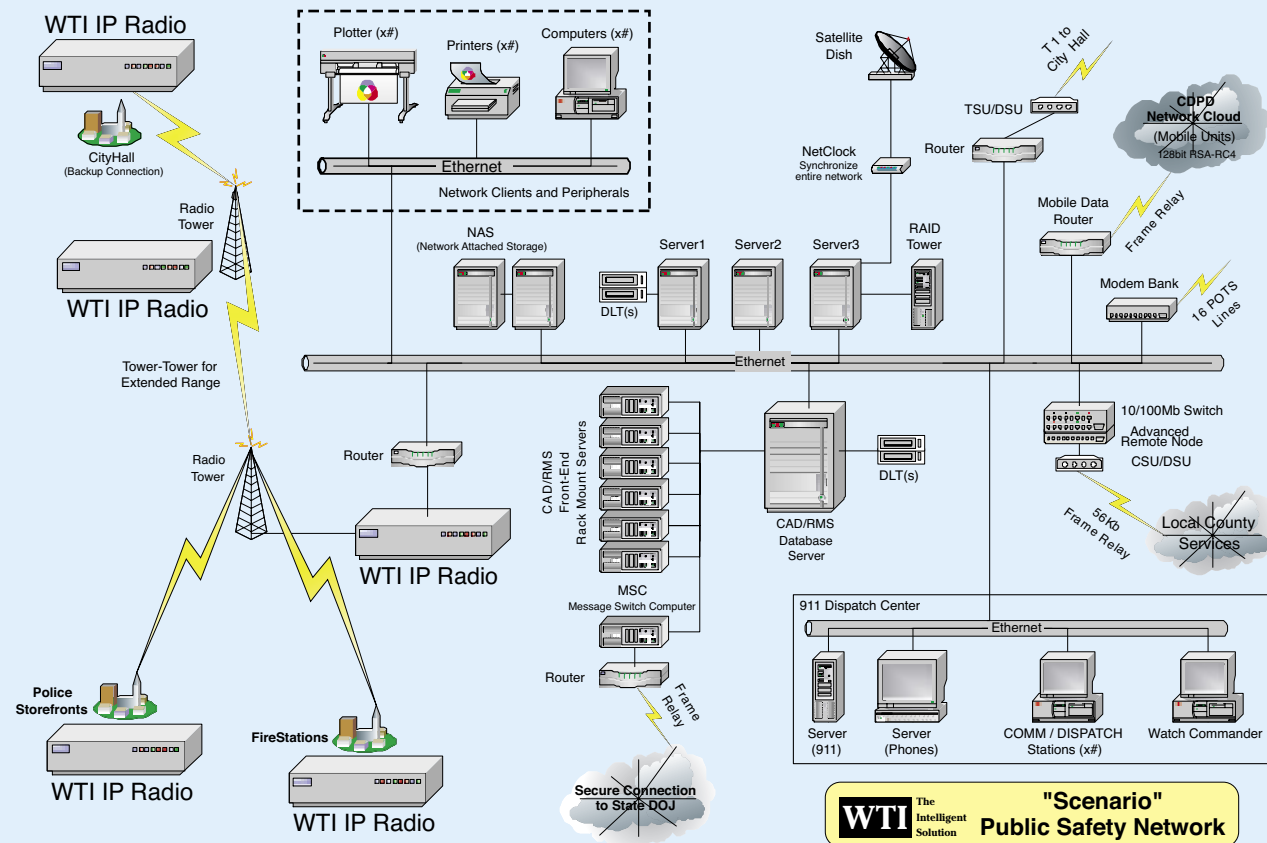 WTI IP Radio
CityHall
(Backup Connection)
Radio
Tower
WTI IP Radio
Tower-Tower for
Extended Range
Radio
Tower
Router
WTI IP Radio
Police
Storefronts
WTI IP Radio
FireStations
WTI IP Radio
Plotter (x#)
Printers (x#)
Computers (x#)
Ethernet
Network Clients and Peripherals
NAS
(Network Attached Storage)
DLT(s)
Server1
Server2
Server3
RAID
Tower
Satellite
Dish
NetClock
Synchronize
entire network
T1 to
City Hall
TSU/DSU
Router
CDPD
Network Cloud
(Mobile Units)
128bit RSA-RC4
Mobile Data
Router
Frame Relay
Modem Bank
16 POTS
Lines
Ethernet
CAD/RMS
Front-End
Rack Mount Servers
CAD/RMS
Database
Server
DLT(s)
MSC
Message Switch Computer
Router
Frame
Relay
Secure Connection
to State DOJ
10/100Mb Switch
Advanced
Remote Node
CSU/DSU
56Kb
Frame Relay
Local County
Services
911 Dispatch Center
Ethernet
Server
(911)
Server
(Phones)
COMM / DISPATCH
Stations (x#)
Watch Commander
WTI
The
Intelligent
Solution
"Scenario"
Public Safety Network